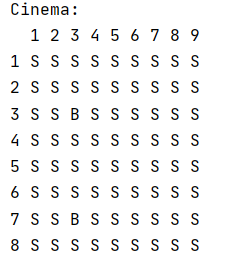 Cinema:
  1 2 3 4 5 6 7 8 9
1 S S S S S S S S S
2 S S S S S S S S S
3 S S B S S S S S S
4 S S S S S S S S S
5 S S S S S S S S S
6 S S S S S S S S S
7 S S B S S S S S S
8 S S S S S S S S S